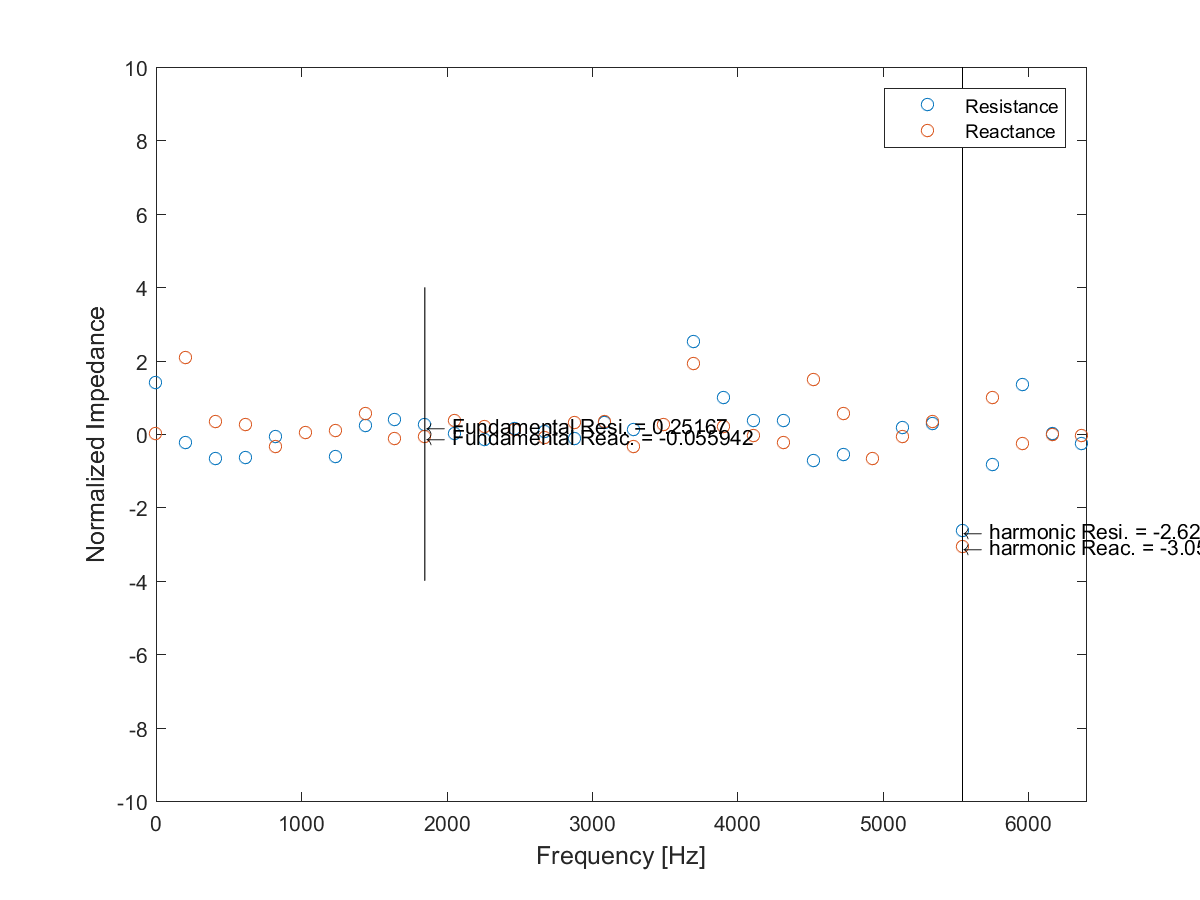 10
8
6
4
2
0
-2
-4
-6
-8
-10
Normalized Impedance
Resistance
Reactance
Fundamental Resi. = 0.25167
Fundamental Reac. = -0.055942
harmonic Resi. = -2.62
harmonic Reac. = -3.05
0 1000 2000 3000 4000 5000 6000
Frequency [Hz]